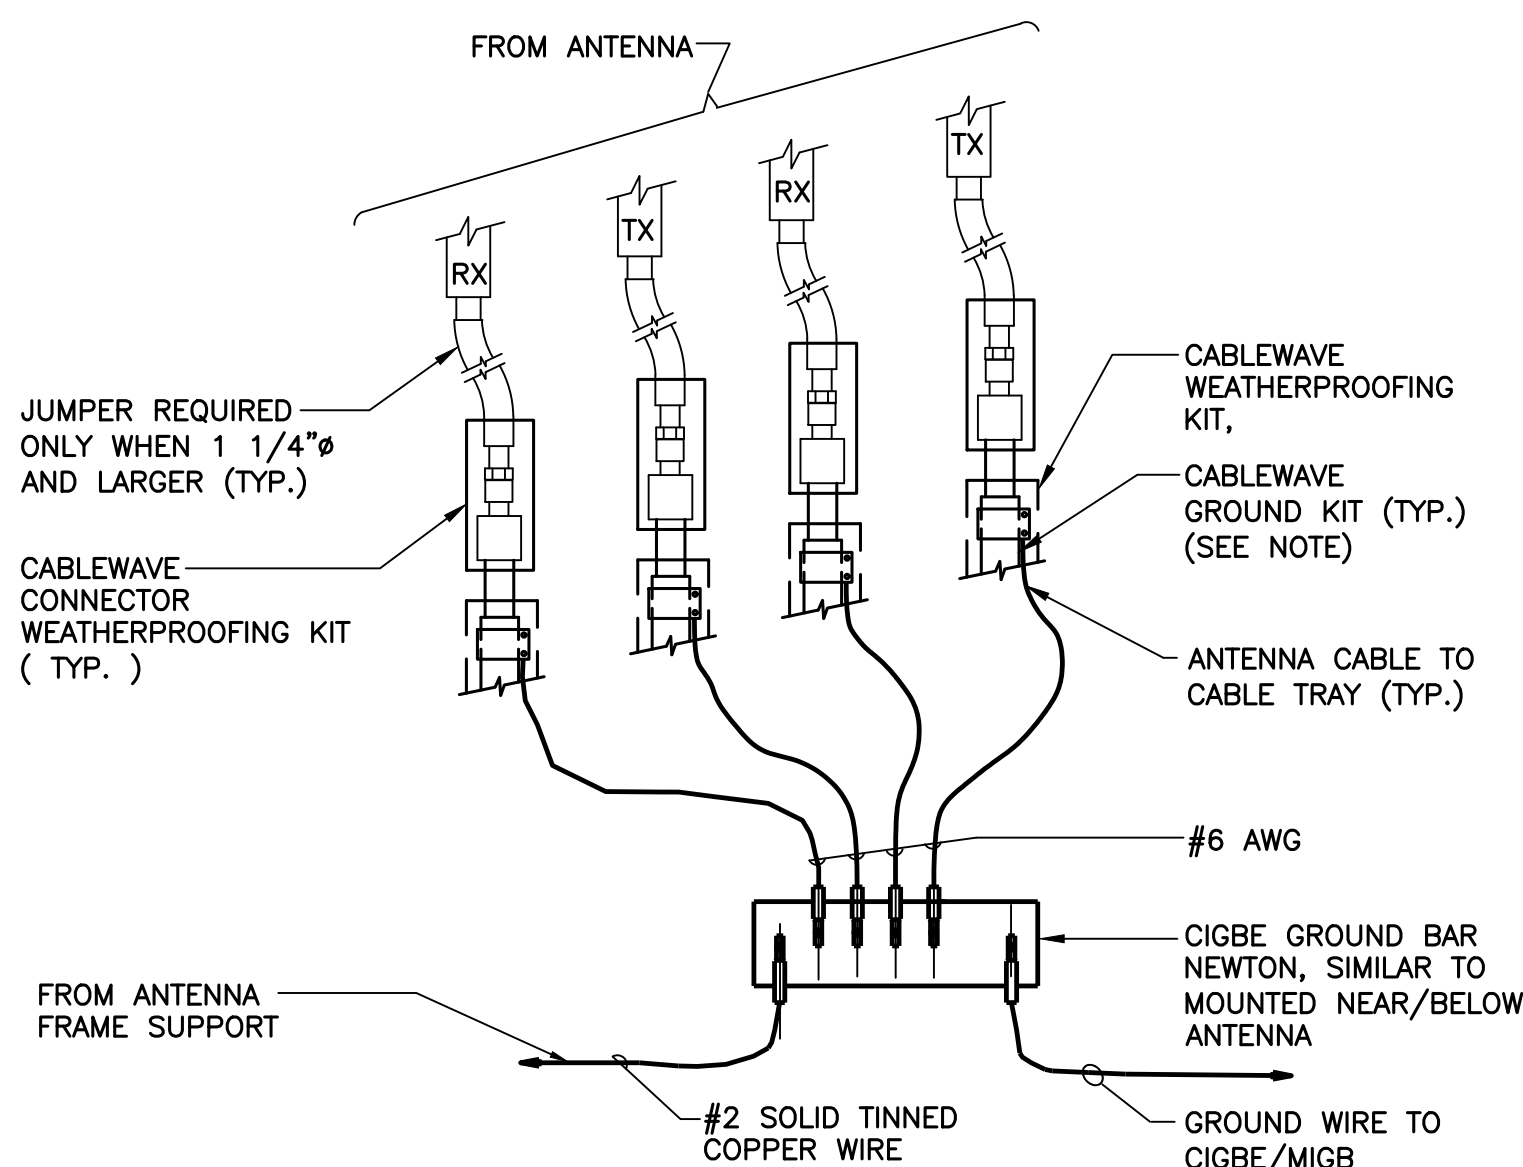 FROM ANTENNA
TX
RX
TX
RX
JUMPER REQUIRED
ONLY WHEN 1 1/4"ø
AND LARGER (TYP.)
CABLEWAVE
CONNECTOR
WEATHERPROOFING KIT
( TYP. )
CABLEWAVE
WEATHERPROOFING
KIT,
CABLEWAVE
GROUND KIT (TYP.)
(SEE NOTE)
ANTENNA CABLE TO
CABLE TRAY (TYP.)
#6 AWG
CIGBE GROUND BAR
NEWTON, SIMILAR TO
MOUNTED NEAR/BELOW
ANTENNA
FROM ANTENNA
FRAME SUPPORT
#2 SOLID TINNED
COPPER WIRE
GROUND WIRE TO
CIGBE/MIGB